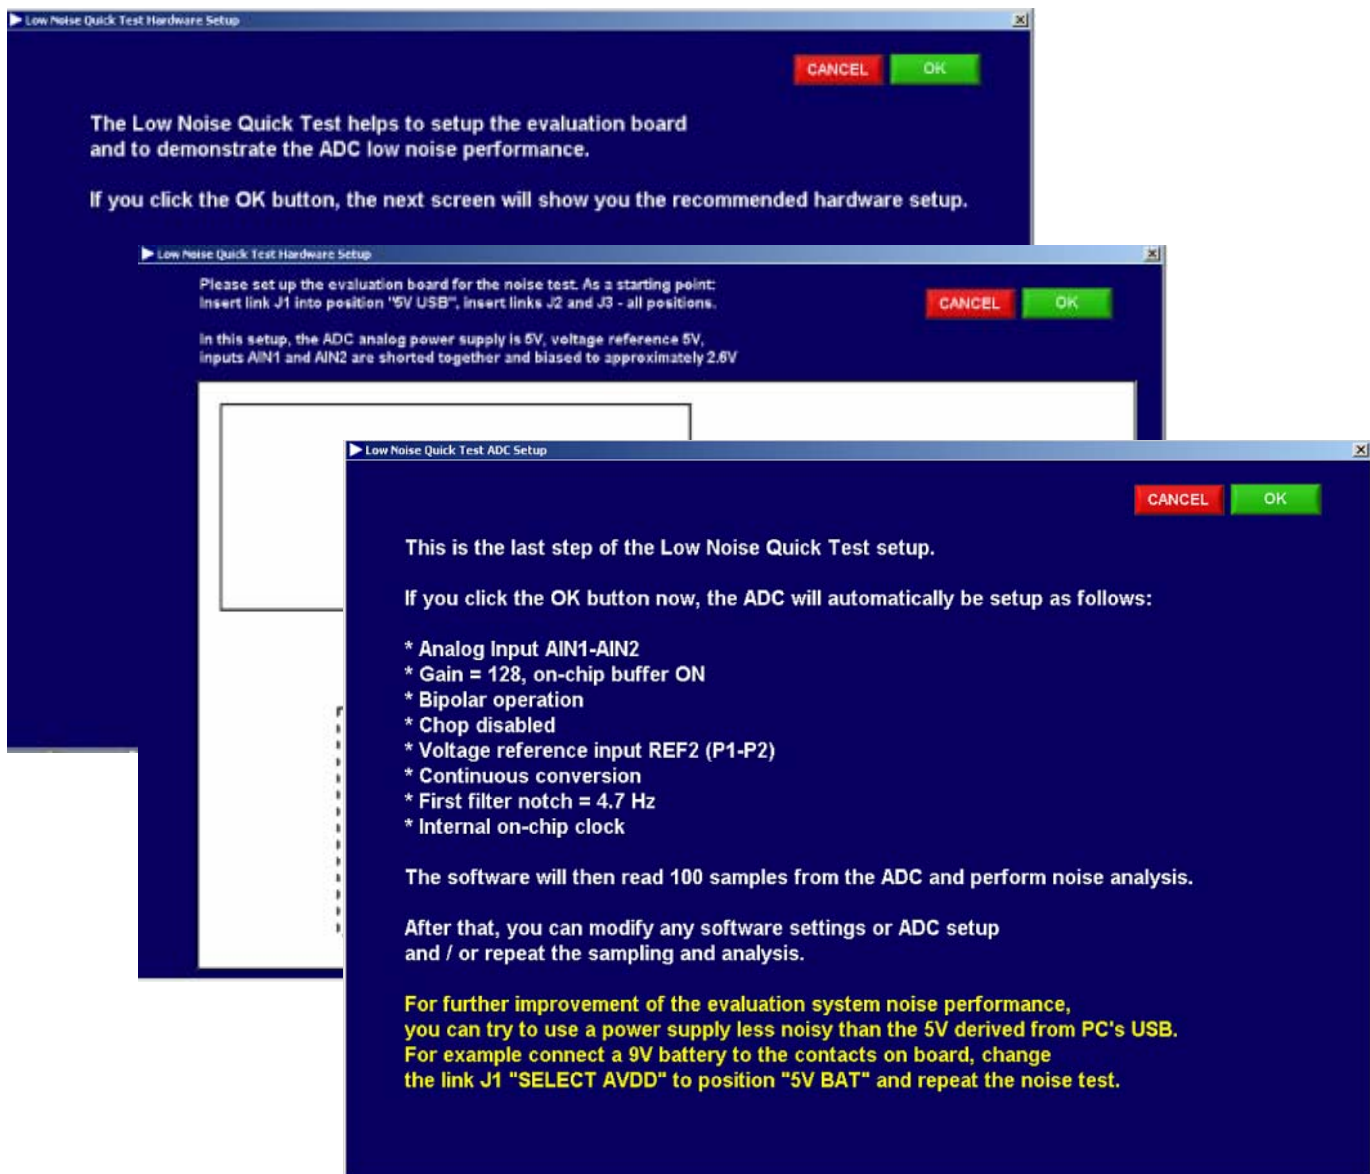 Low Noise Quick Test Hardware Setup
CANCEL OK
The Low Noise Quick Test helps to setup the evaluation board
and to demonstrate the ADC low noise performance.
If you click the OK button, the next screen will show you the recommended hardware setup.
Low Noise Quick Test Hardware Setup
Please set up the evaluation board for the noise test. As a starting point:
Insert link J1 into position "5V USB", insert links J2 and J3 - all positions.
CANCEL OK
In this setup, the ADC analog power supply is 5V, voltage reference 5V,
inputs AIN1 and AIN2 are shorted together and biased to approximately 2.6V
Low Noise Quick Test ADC Setup
CANCEL OK
This is the last step of the Low Noise Quick Test setup.
If you click the OK button now, the ADC will automatically be setup as follows:
* Analog Input AIN1-AIN2
* Gain = 128, on-chip buffer ON
* Bipolar operation
* Chop disabled
* Voltage reference input REF2 (P1-P2)
* Continuous conversion
* First filter notch = 4.7 Hz
* Internal on-chip clock
The software will then read 100 samples from the ADC and perform noise analysis.
After that, you can modify any software settings or ADC setup
and / or repeat the sampling and analysis.
For further improvement of the evaluation system noise performance,
you can try to use a power supply less noisy than the 5V derived from PC's USB.
For example connect a 9V battery to the contacts on board, change
the link J1 "SELECT AVDD" to position "5V BAT" and repeat the noise test.